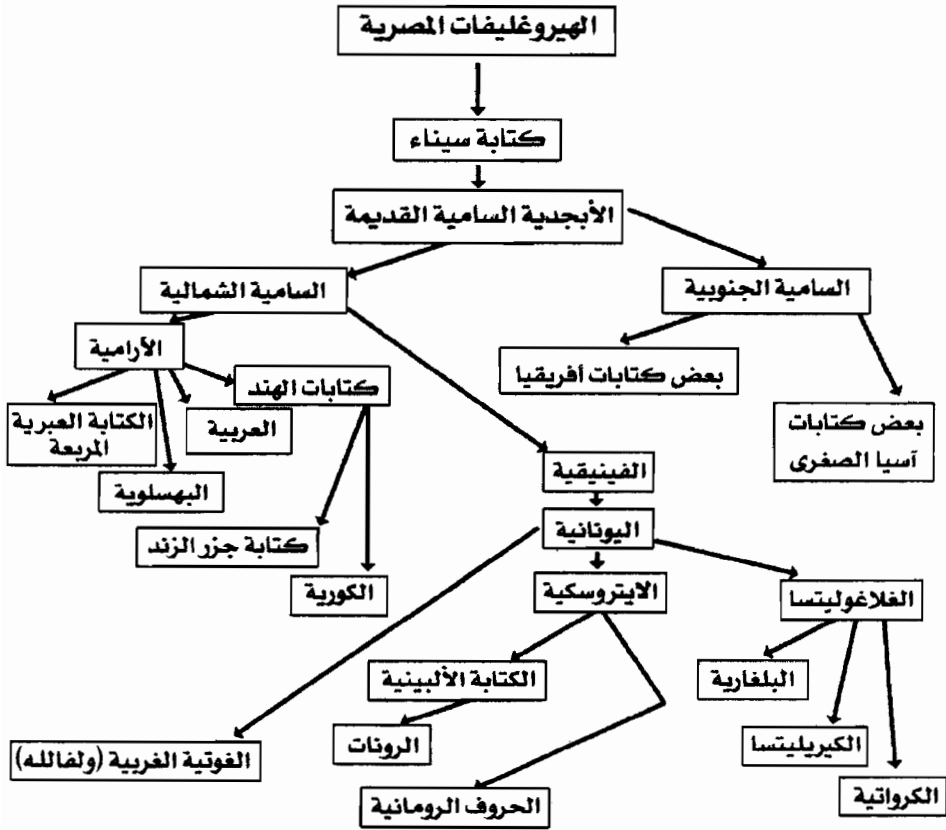 الهيروغليفات المصرية
كتابة سيناء
الأبجدية السامية القديمة
السامية الجنوبية
السامية الشمالية
بعض كتابات أفريقيا
الأرامية
كتابات الهند
بعض كتابات
آسيا الصغرى
العربية
الكتابة العبرية
المربعة
الفينيقية
البهسلوية
اليونانية
كتابة جزر الزند
الغلاغوليتسا
الايتروسكية
الكورية
البلغارية
الكتابة الألبينية
الكيريليتسا
الرونات
الغوتية الغربية (ولفالله)
الكرواتية
الحروف الرومانية